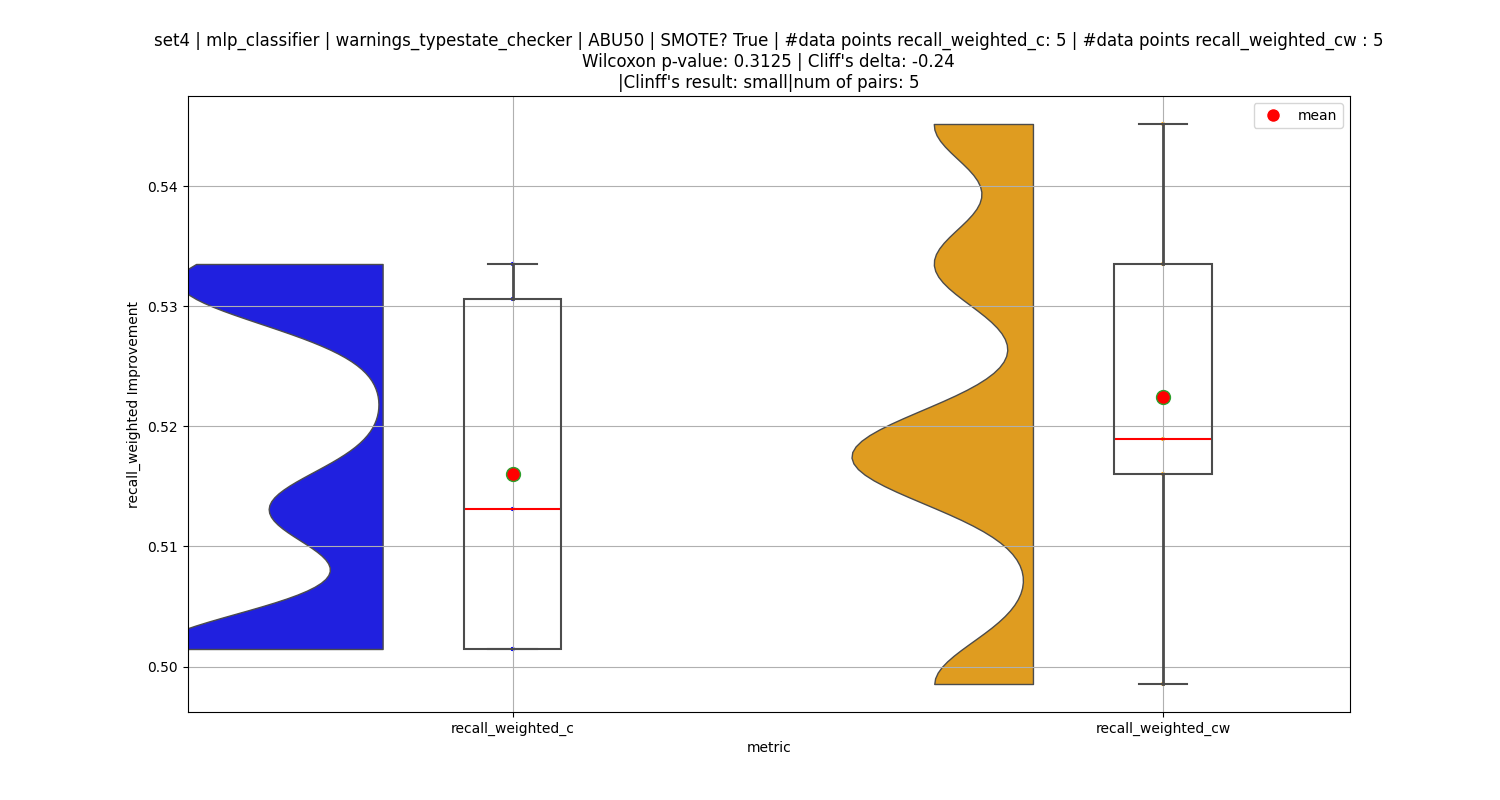 set4 | mlp_classifier | warnings_typestate_checker | ABU50 | SMOTE? True | #data points recall_weighted_c: 5 | #data points recall_weighted_cw : 5
Wilcoxon p-value: 0.3125 | Cliff's delta: -0.24
|Clinff's result: small|num of pairs: 5
mean
0.54
0.53
0.52
0.51
0.50
recall_weighted Improvement
recall_weighted_c
recall_weighted_cw
metric